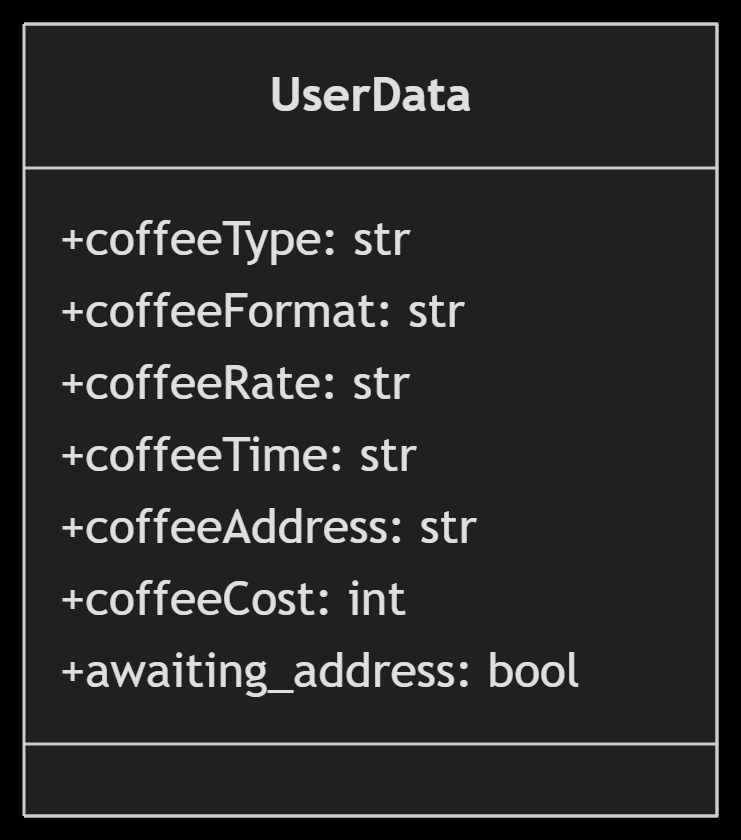 UserData
+coffeeType: str
+coffeeFormat: str
+coffeeRate: str
+coffeeTime: str
+coffeeAddress: str
+coffeeCost: int
+awaiting_address: bool